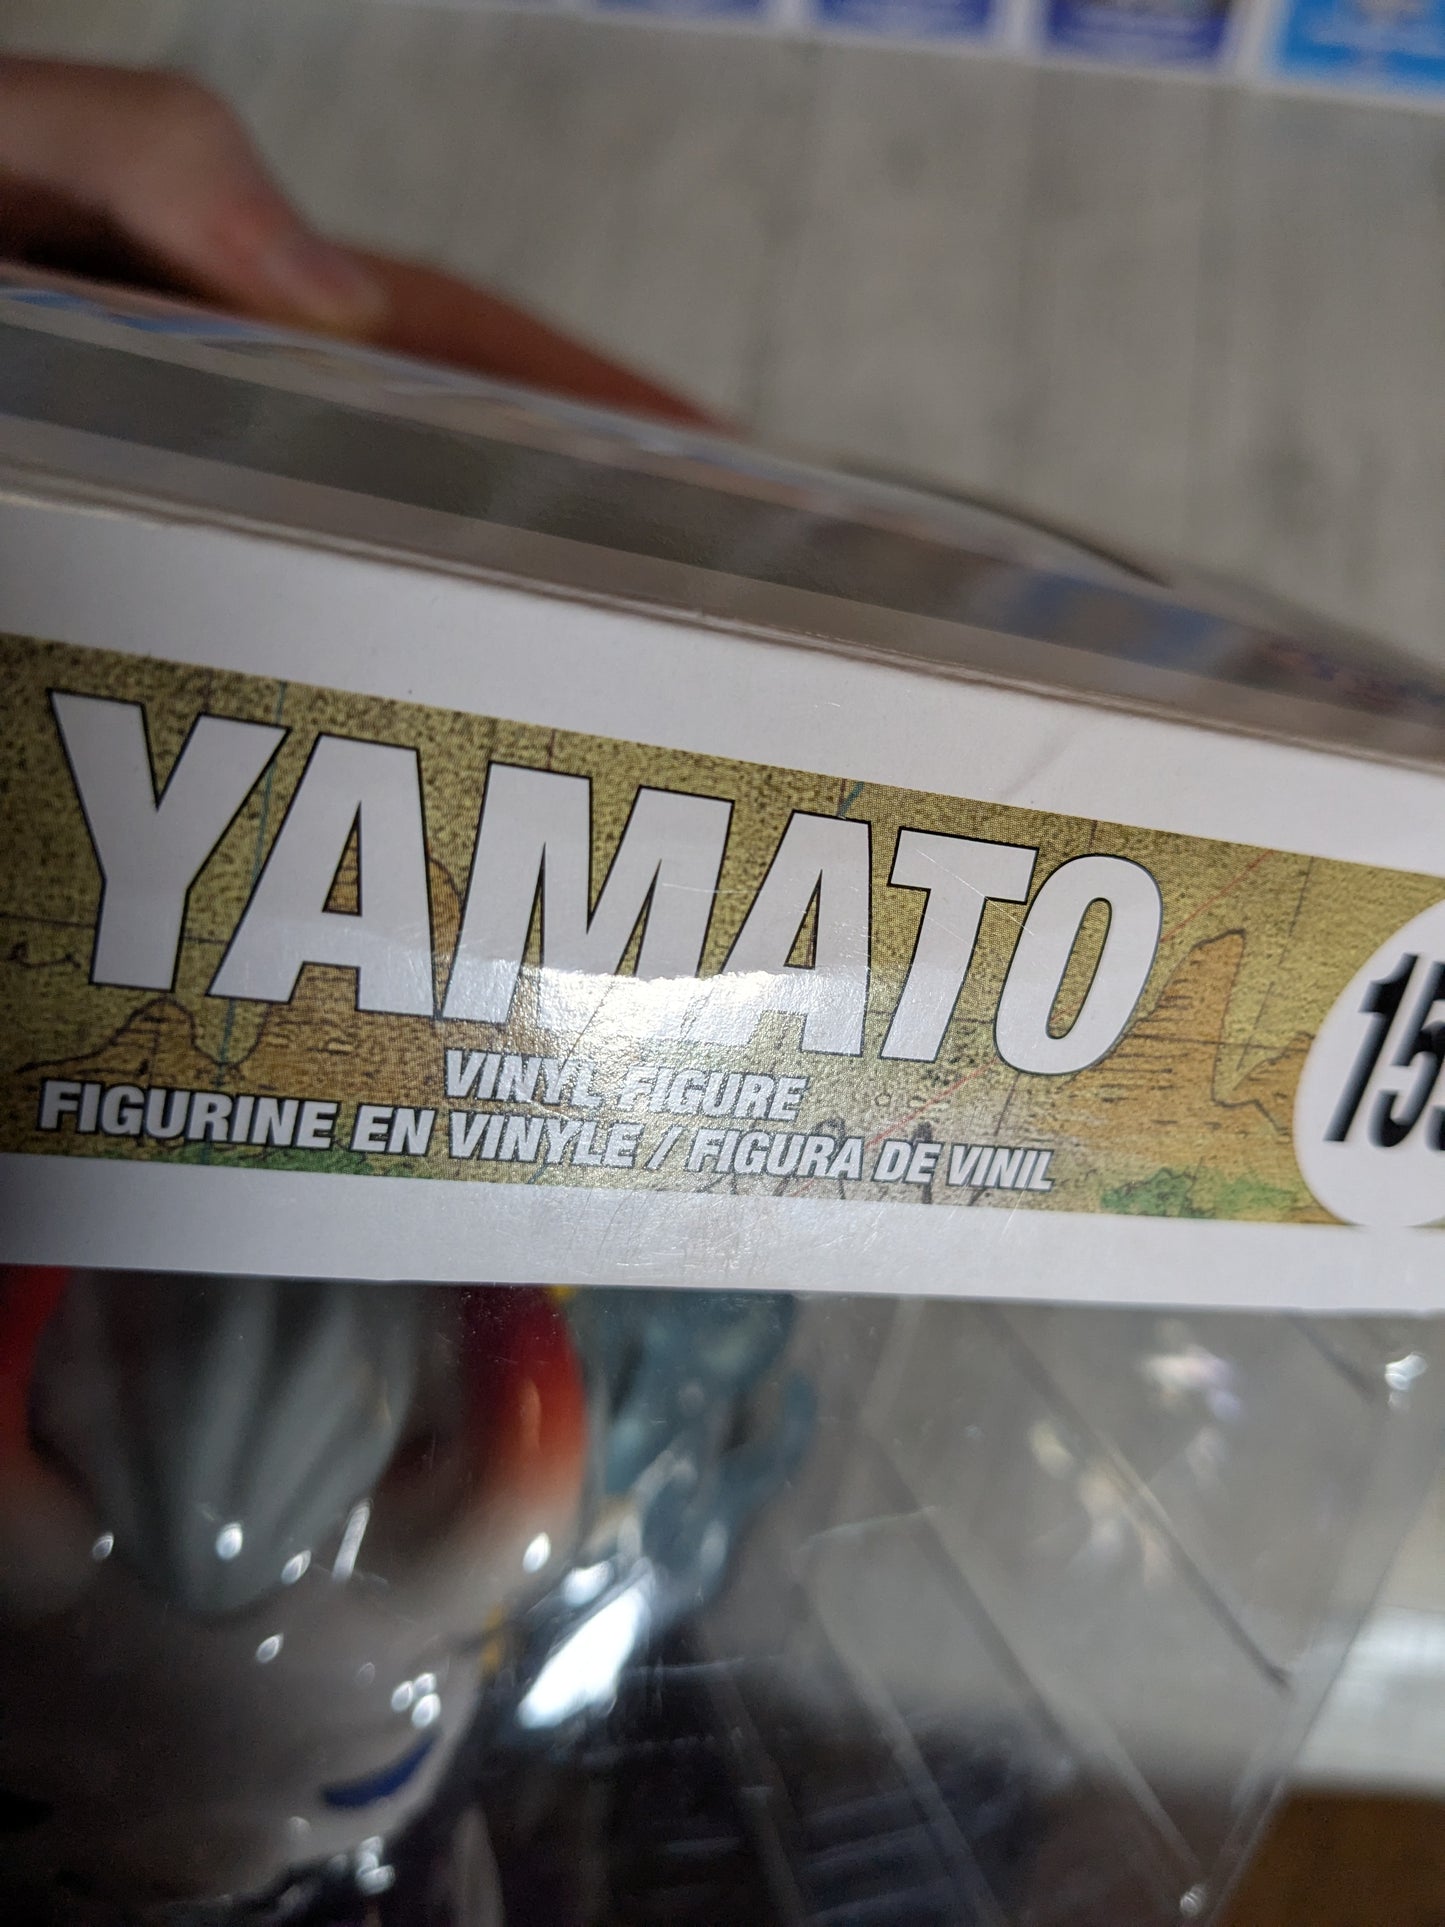 YAMATO
VINYL FIGURE
FIGURINE EN VINYLE / FIGURA DE VINIL